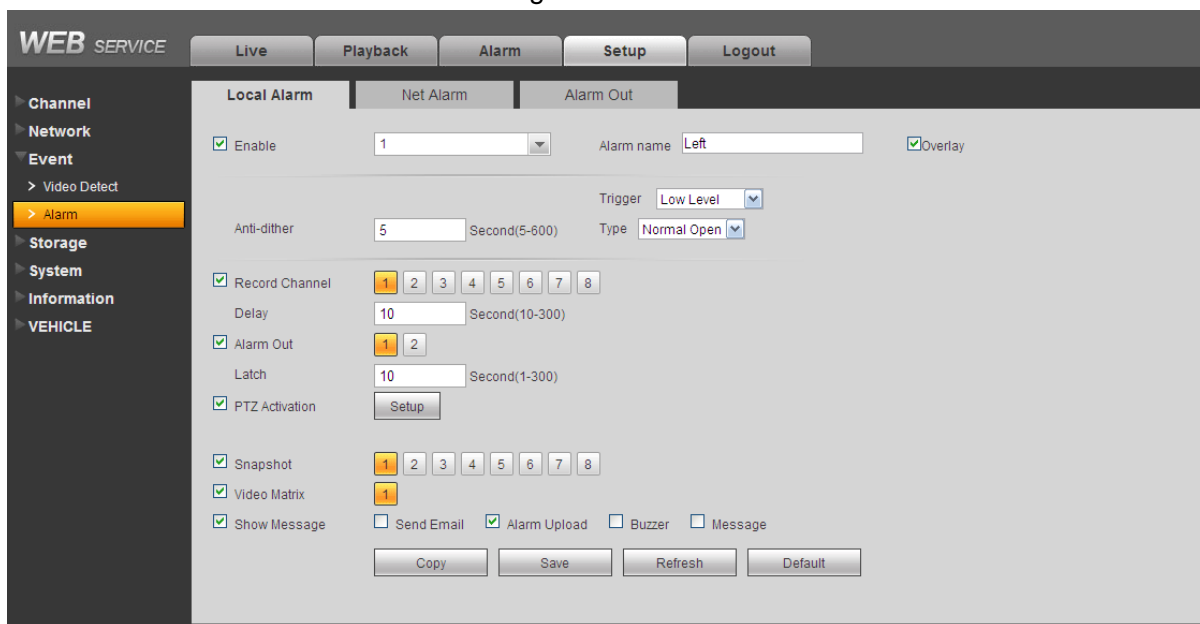 WEB SERVICE
Live Playback Alarm Setup Logout
Channel
Network
Event
> Video Detect
> Alarm
Storage
System
Information
VEHICLE
Local Alarm Net Alarm Alarm Out
Enable 1 Alarm name Left Overlay
Trigger Low Level
Anti-dither 5 Second(5-600) Type Normal Open
Record Channel 1 2 3 4 5 6 7 8
Delay 10 Second(10-300)
Alarm Out 1 2
Latch 10 Second(1-300)
PTZ Activation Setup
Snapshot 1 2 3 4 5 6 7 8
Video Matrix 1
Show Message Send Email Alarm Upload Buzzer Message
Copy Save Refresh Default